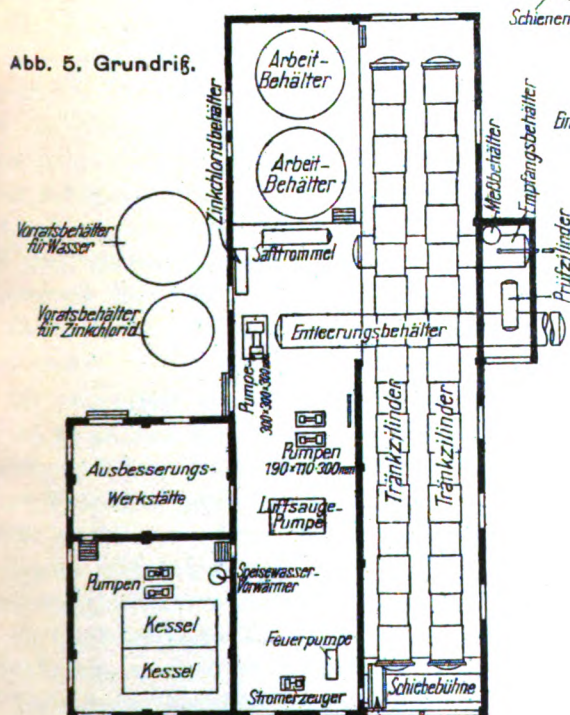 Schienen
Abb. 5. Grundriß.
Arbeit-
Behälter
Arbeit-
Behälter
Zinkchloridbehälter
Meßbehälter
Empfangsbehälter
Vorratsbehälter
für Wasser
Safttrommel
Prüfzilinder
Voratsbehälter
für Zinkchlorid
Entleerungsbehälter
Pumpe
300×300×300
Pumpen
190×110·300mm
Tränkzilinder
Tränkzilinder
Ausbesserungs-
Werkstätte
Luftsauge-
Pumpe
Pumpen
Speisewasser-
Vorwärmer
Kessel
Kessel
Feuerpumpe
Stromerzeuger
Schiebebühne